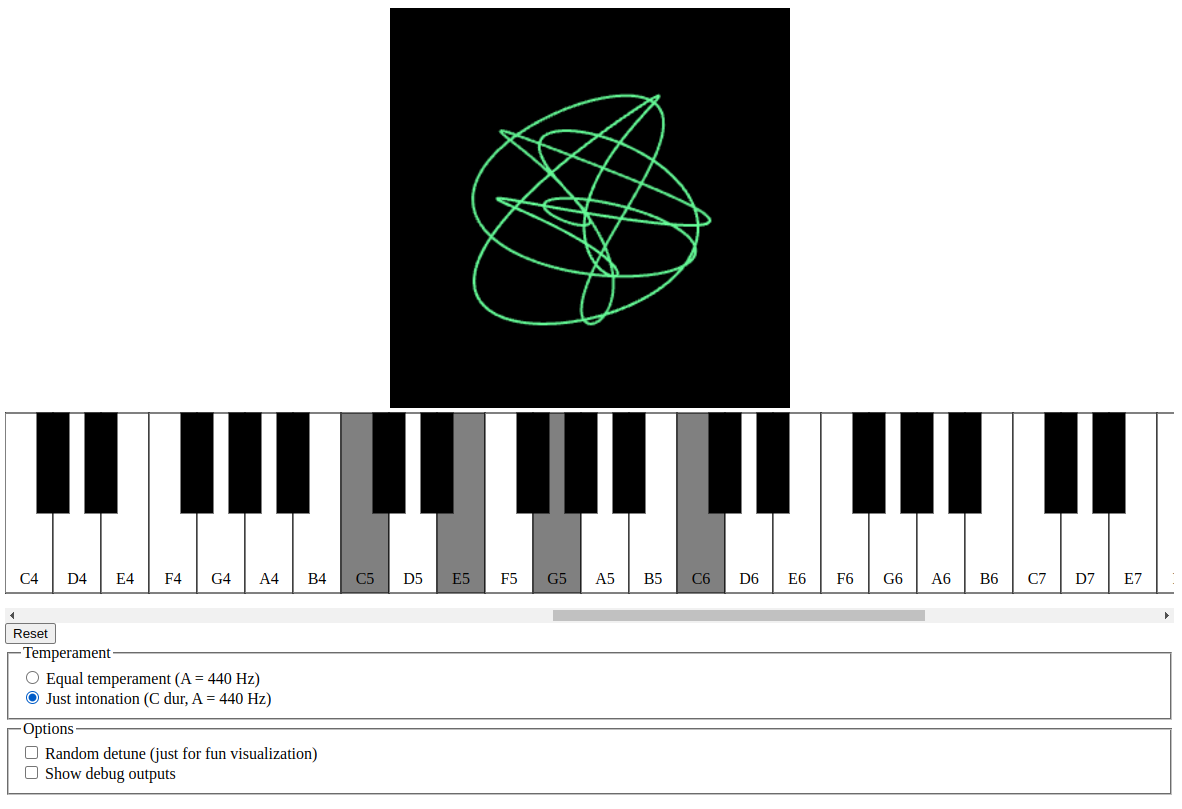 C4 D4 E4 F4 G4 A4 B4 C5 D5 E5 F5 G5 A5 B5 C6 D6 E6 F6 G6 A6 B6 C7 D7 E7
Reset
Temperament
Equal temperament (A = 440 Hz)
Just intonation (C dur, A = 440 Hz)
Options
Random detune (just for fun visualization)
Show debug outputs